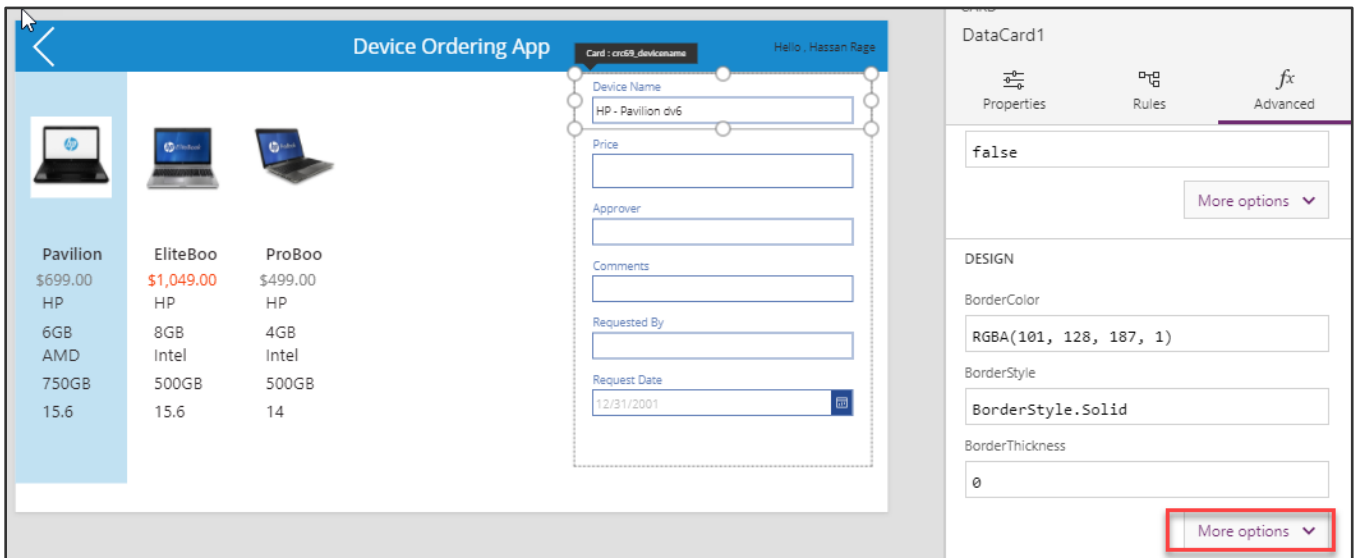 CARD
DataCard1
Properties
Rules
fx
Advanced
false
More options
DESIGN
BorderColor
RGBA(101, 128, 187, 1)
BorderStyle
BorderStyle.Solid
BorderThickness
0
More options
Device Ordering App
Card : crc69_devicename
Hello , Hassan Rage
Device Name
HP - Pavilion dv6
Price
Approver
Comments
Requested By
Request Date
12/31/2001
Pavilion EliteBoo ProBoo
$699.00 $1,049.00 $499.00
HP HP HP
6GB 8GB 4GB
AMD Intel Intel
750GB 500GB 500GB
15.6 15.6 14